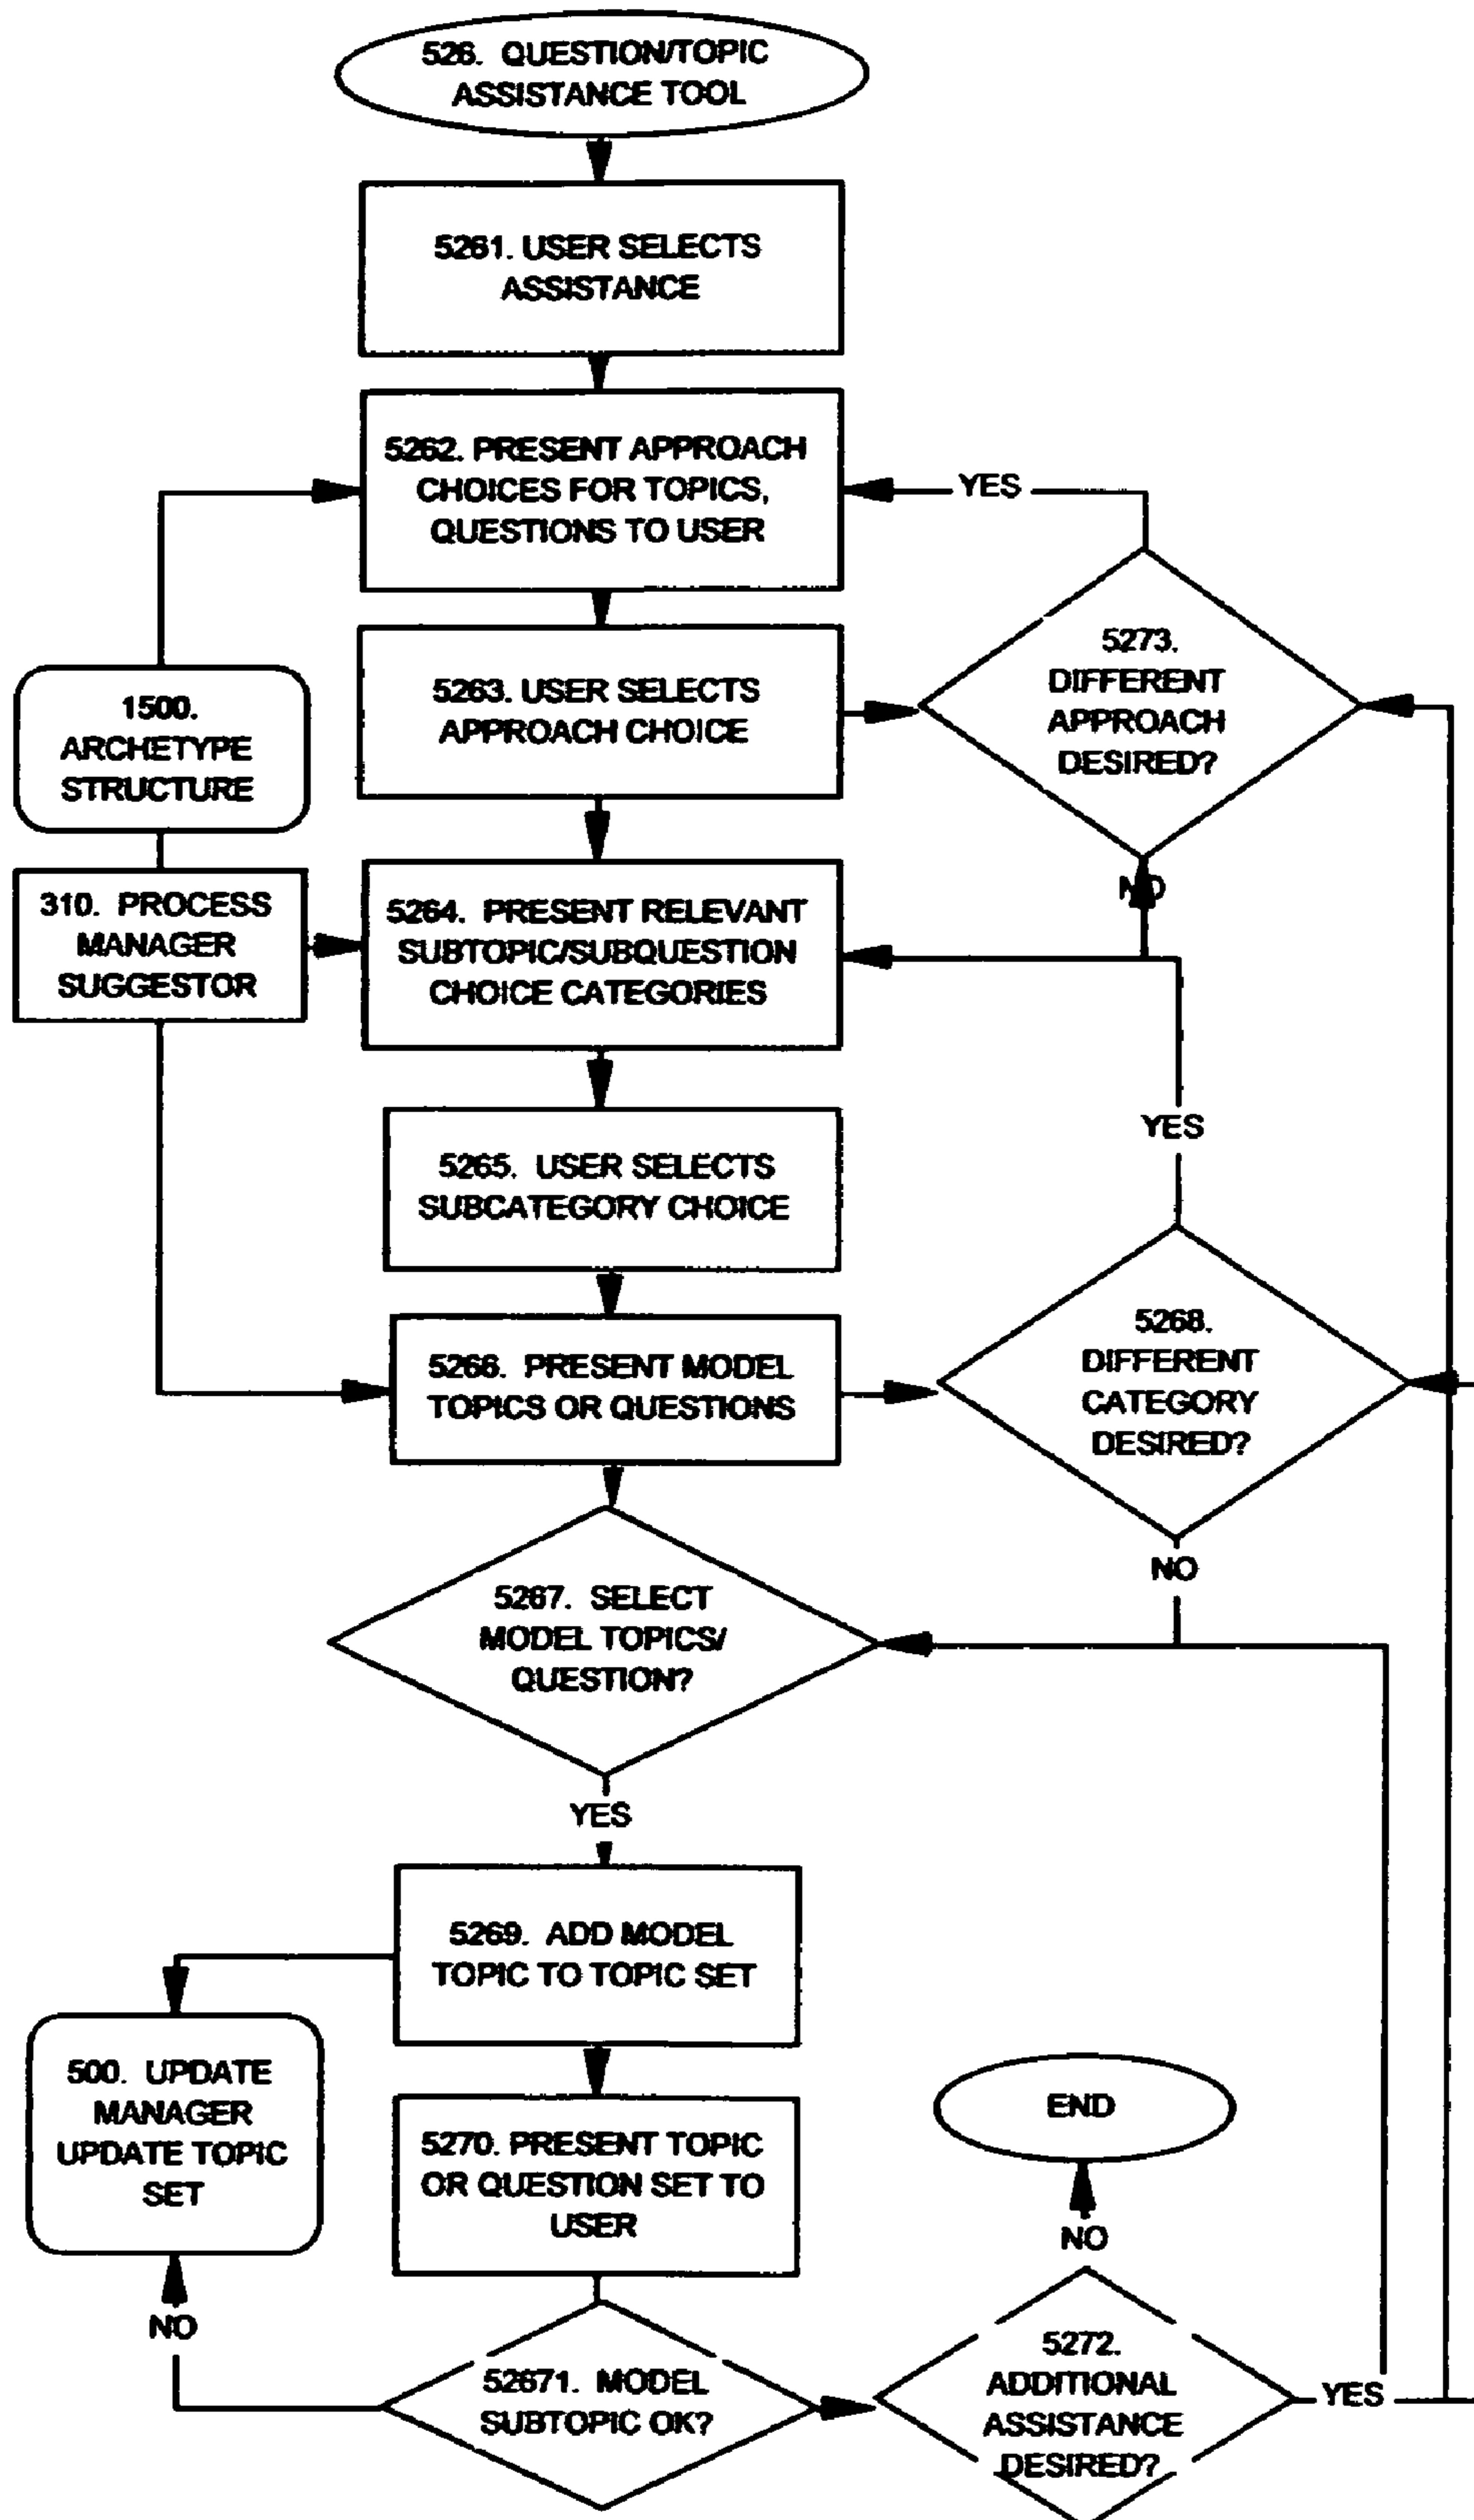 526. QUESTION/TOPIC
ASSISTANCE TOOL
5261. USER SELECTS
ASSISTANCE
5262. PRESENT APPROACH
CHOICES FOR TOPICS,
QUESTIONS TO USER
YES
5263. USER SELECTS
APPROACH CHOICE
5273.
DIFFERENT
APPROACH
DESIRED?
1500.
ARCHETYPE
STRUCTURE
NO
310. PROCESS
MANAGER
SUGGESTOR
5264. PRESENT RELEVANT
SUBTOPIC/SUBQUESTION
CHOICE CATEGORIES
YES
5265. USER SELECTS
SUBCATEGORY CHOICE
5266. PRESENT MODEL
TOPICS OR QUESTIONS
5268.
DIFFERENT
CATEGORY
DESIRED?
NO
5267. SELECT
MODEL TOPICS/
QUESTION?
YES
5269. ADD MODEL
TOPIC TO TOPIC SET
500. UPDATE
MANAGER
UPDATE TOPIC
SET
5270. PRESENT TOPIC
OR QUESTION SET TO
USER
END
NO
NO
52671. MODEL
SUBTOPIC OK?
5272.
ADDITIONAL
ASSISTANCE
DESIRED?
YES